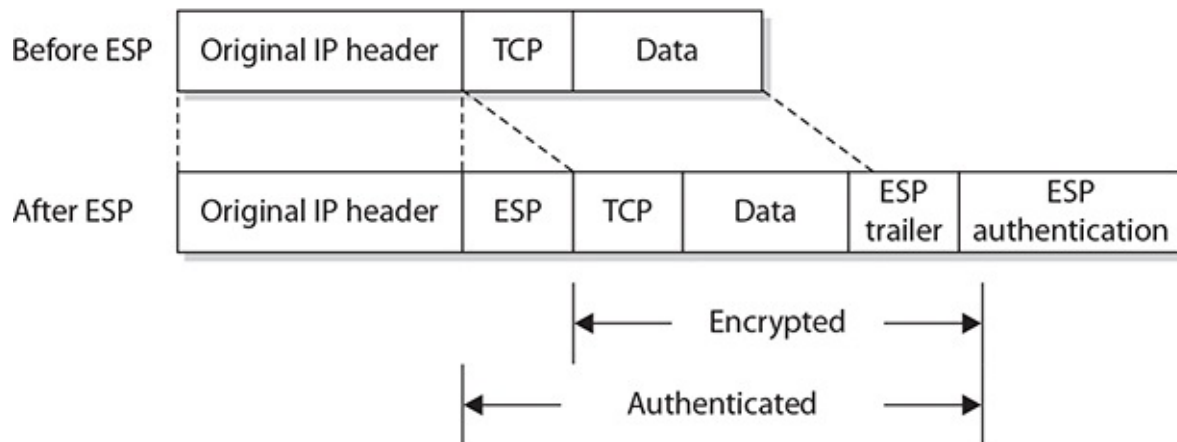 Before ESP Original IP header TCP Data
After ESP Original IP header ESP TCP Data ESP trailer ESP authentication
Encrypted
Authenticated